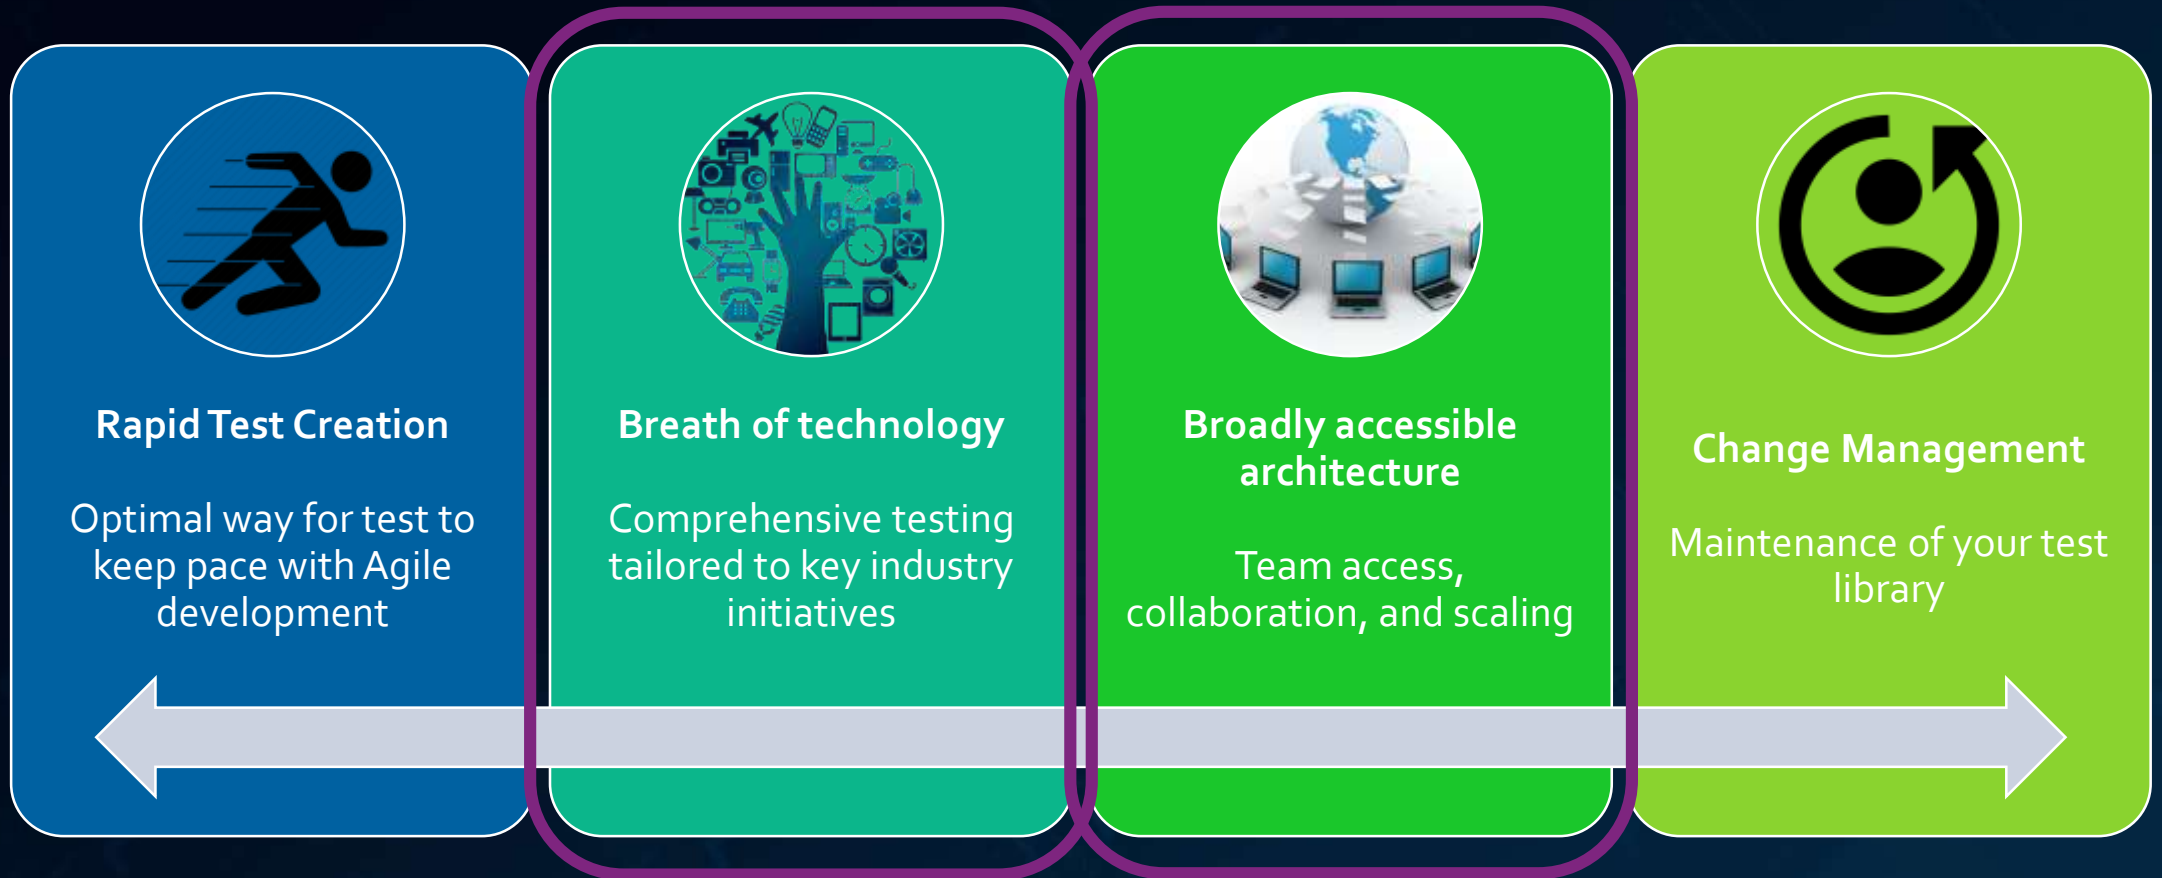 Rapid Test Creation
Optimal way for test to
keep pace with Agile
development
Breath of technology
Comprehensive testing
tailored to key industry
initiatives
Broadly accessible
architecture
Team access,
collaboration, and scaling
Change Management
Maintenance of your test
library